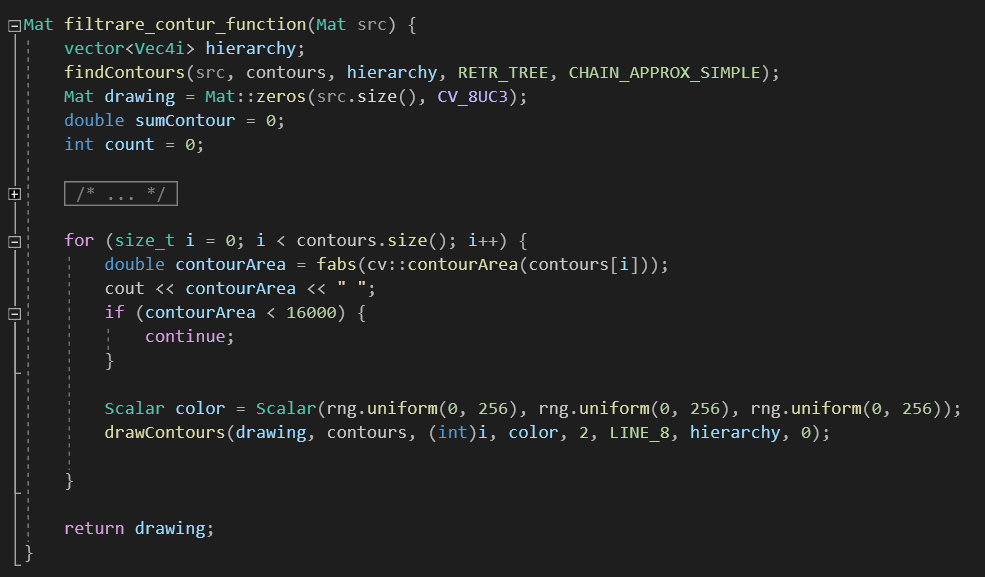 Mat filtrare_contur_function(Mat src) {
    vector<Vec4i> hierarchy;
    findContours(src, contours, hierarchy, RETR_TREE, CHAIN_APPROX_SIMPLE);
    Mat drawing = Mat::zeros(src.size(), CV_8UC3);
    double sumContour = 0;
    int count = 0;
    /* ... */
    for (size_t i = 0; i < contours.size(); i++) {
        double contourArea = fabs(cv::contourArea(contours[i]));
        cout << contourArea << " ";
        if (contourArea < 16000) {
            continue;
        }
        Scalar color = Scalar(rng.uniform(0, 256), rng.uniform(0, 256), rng.uniform(0, 256));
        drawContours(drawing, contours, (int)i, color, 2, LINE_8, hierarchy, 0);
    }
    return drawing;
}